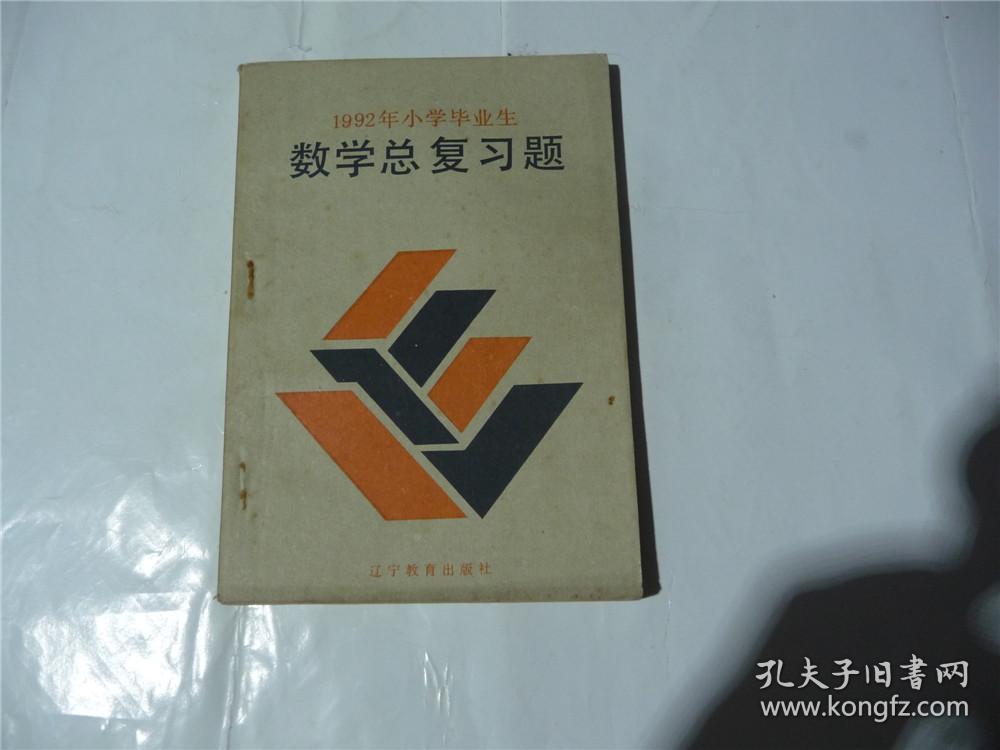 1992年小学毕业生
数学总复习题
辽宁教育出版社
孔夫子旧書网
www.kongfz.com